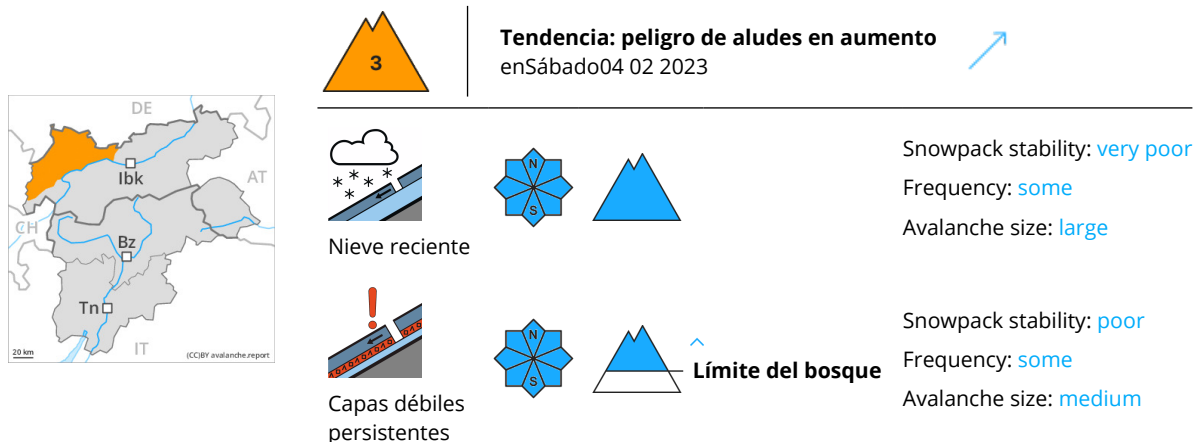 3
Tendencia: peligro de aludes en aumento
enSábado04 02 2023
DE
Ibk
AT
CH
Bz
Tn
IT
20 km
(CC)BY avalanche.report
N
S
Nieve reciente
Snowpack stability: very poor
Frequency: some
Avalanche size: large
N
S
Límite del bosque
Capas débiles
persistentes
Snowpack stability: poor
Frequency: some
Avalanche size: medium